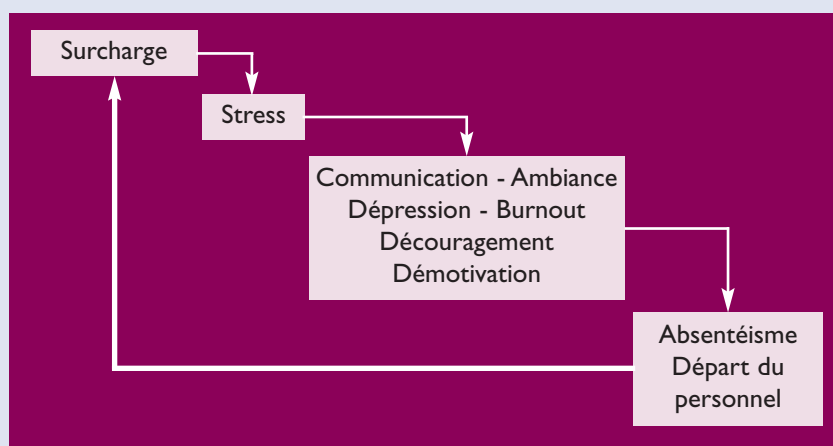 Surcharge
Stress
Communication - Ambiance
Dépression - Burnout
Découragement
Démotivation
Absentéisme
Départ du
personnel